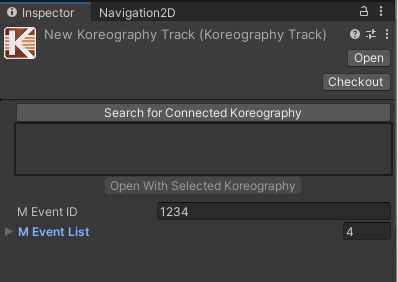 Inspector Navigation2D
New Koreography Track (Koreography Track)
Open
Checkout
Search for Connected Koreography
Open With Selected Koreography
M Event ID 1234
M Event List 4